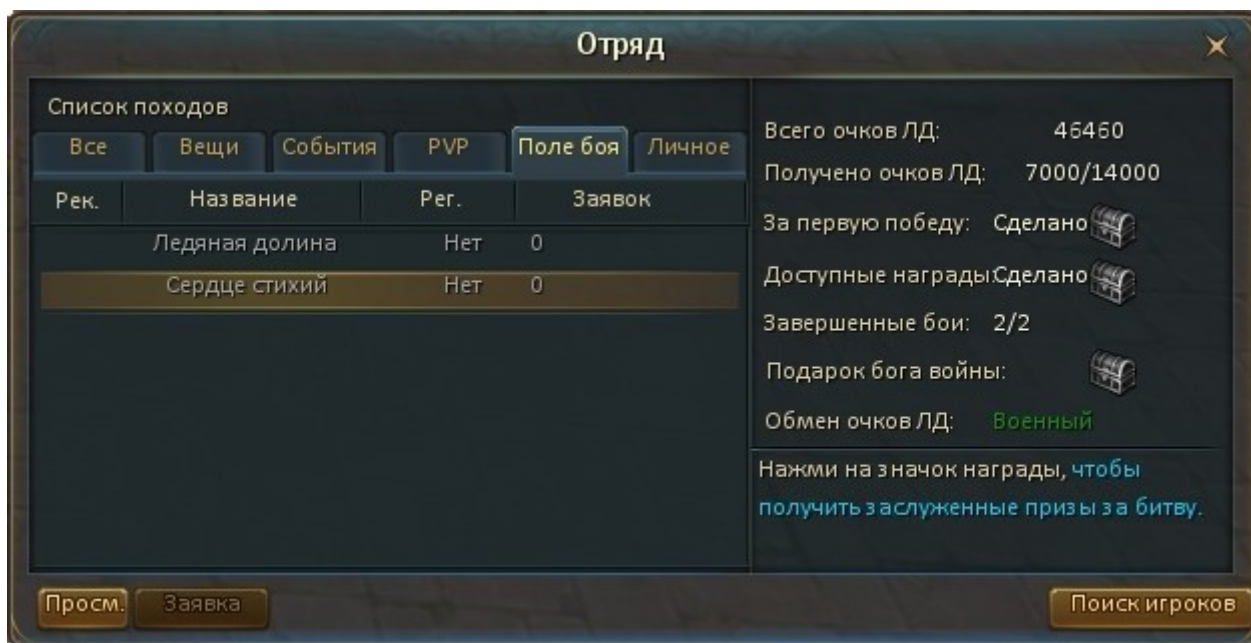 Отряд
Список походов
Все Вещи События PVP Поле боя Личное
Рек. Название Рег. Заявок
Ледяная долина Нет 0
Сердце стихий Нет 0
Всего очков ЛД: 46460
Получено очков ЛД: 7000/14000
За первую победу: Сделано
Доступные награды:Сделано
Завершенные бои: 2/2
Подарок бога войны:
Обмен очков ЛД: Военный
Нажми на значок награды, чтобы
получить заслуженные призы за битву.
Просм. Заявка Поиск игроков